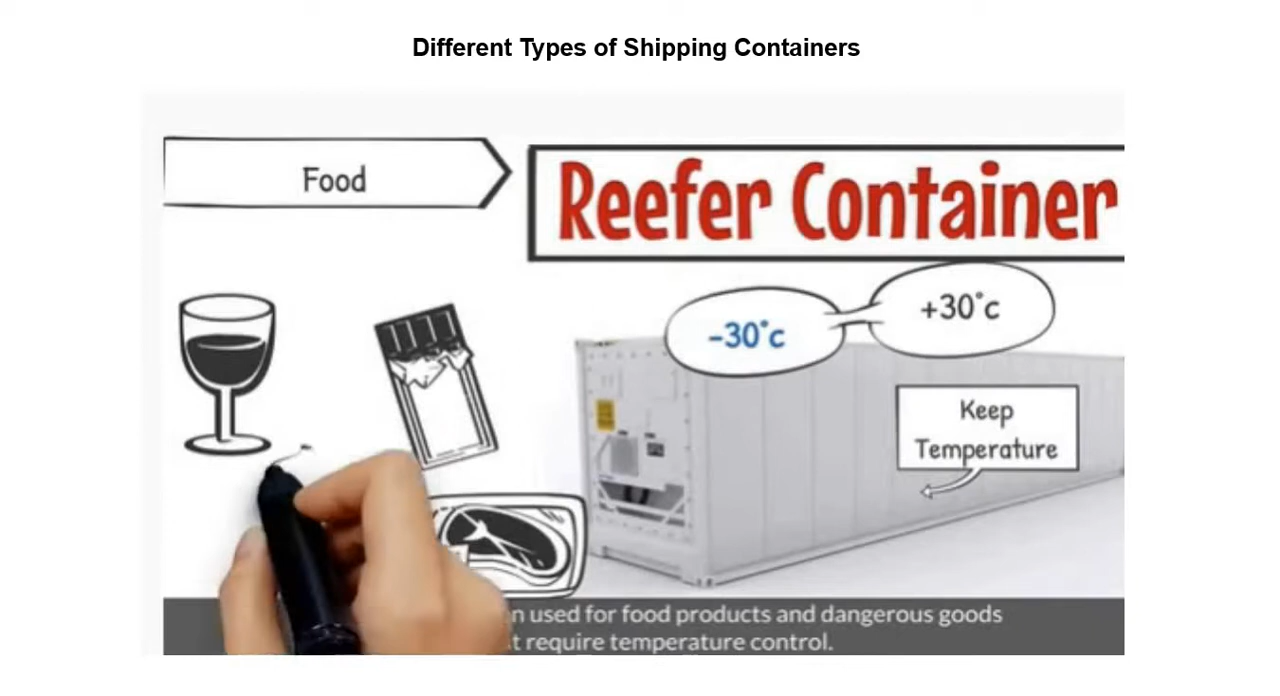 Different Types of Shipping Containers
Food
Reefer Container
-30°c
+30°c
Keep
Temperature
used for food products and dangerous goods
require temperature control.